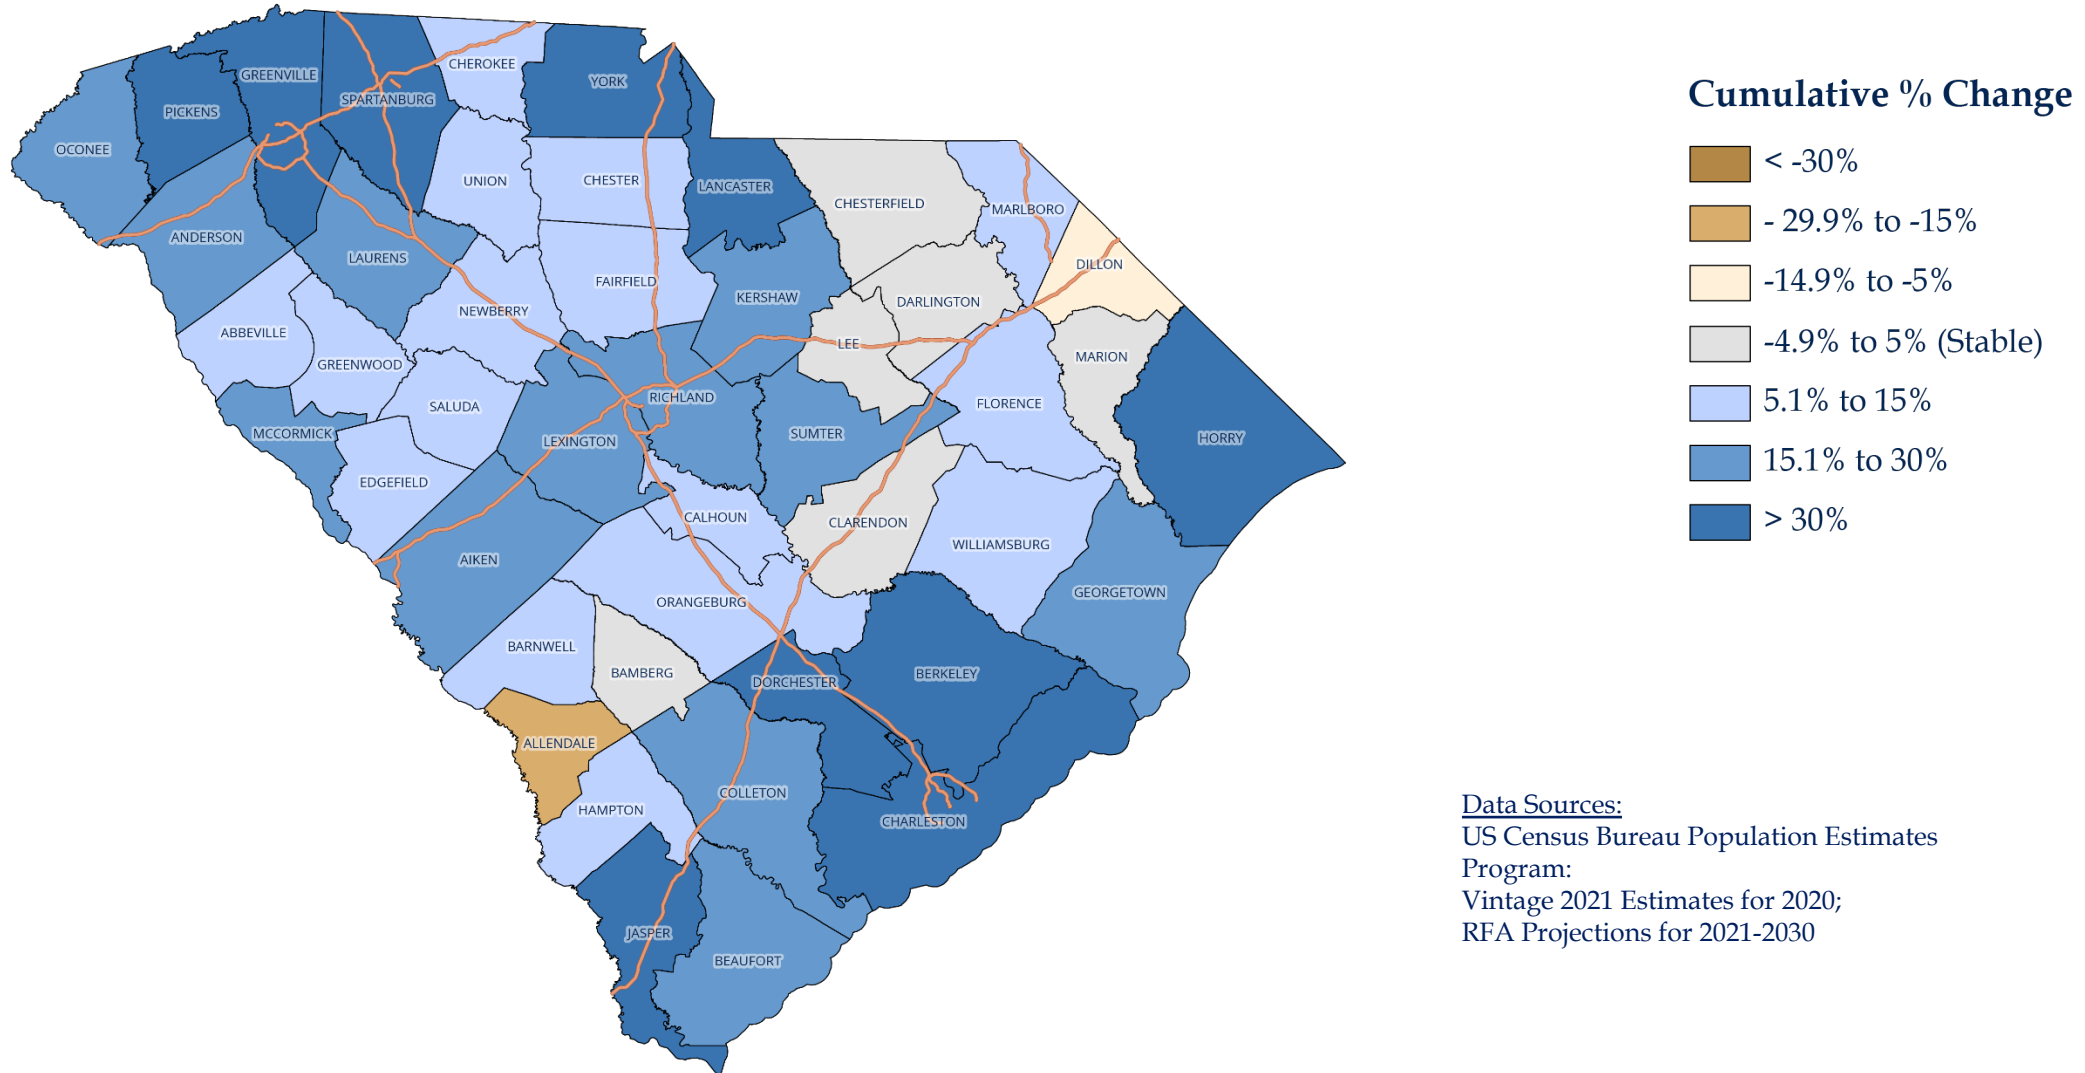 CHEROKEE
GREENVILLE
YORK
SPARTANBURG
PICKENS
OCONEE
UNION
CHESTER
LANCASTER
CHESTERFIELD
MARLBORO
ANDERSON
LAURENS
DILLON
FAIRFIELD
KERSHAW
DARLINGTON
NEWBERRY
ABBEVILLE
LEE
MARION
GREENWOOD
RICHLAND
SALUDA
FLORENCE
MCCORMICK
LEXINGTON
SUMTER
HORRY
EDGEFIELD
CALHOUN
CLARENDON
WILLIAMSBURG
AIKEN
GEORGETOWN
ORANGEBURG
BARNWELL
BAMBERG
DORCHESTER
BERKELEY
ALLENDALE
COLLETON
HAMPTON
CHARLESTON
JASPER
BEAUFORT
Cumulative % Change
< -30%
- 29.9% to -15%
-14.9% to -5%
-4.9% to 5% (Stable)
5.1% to 15%
15.1% to 30%
> 30%
Data Sources:
US Census Bureau Population Estimates
Program:
Vintage 2021 Estimates for 2020;
RFA Projections for 2021-2030